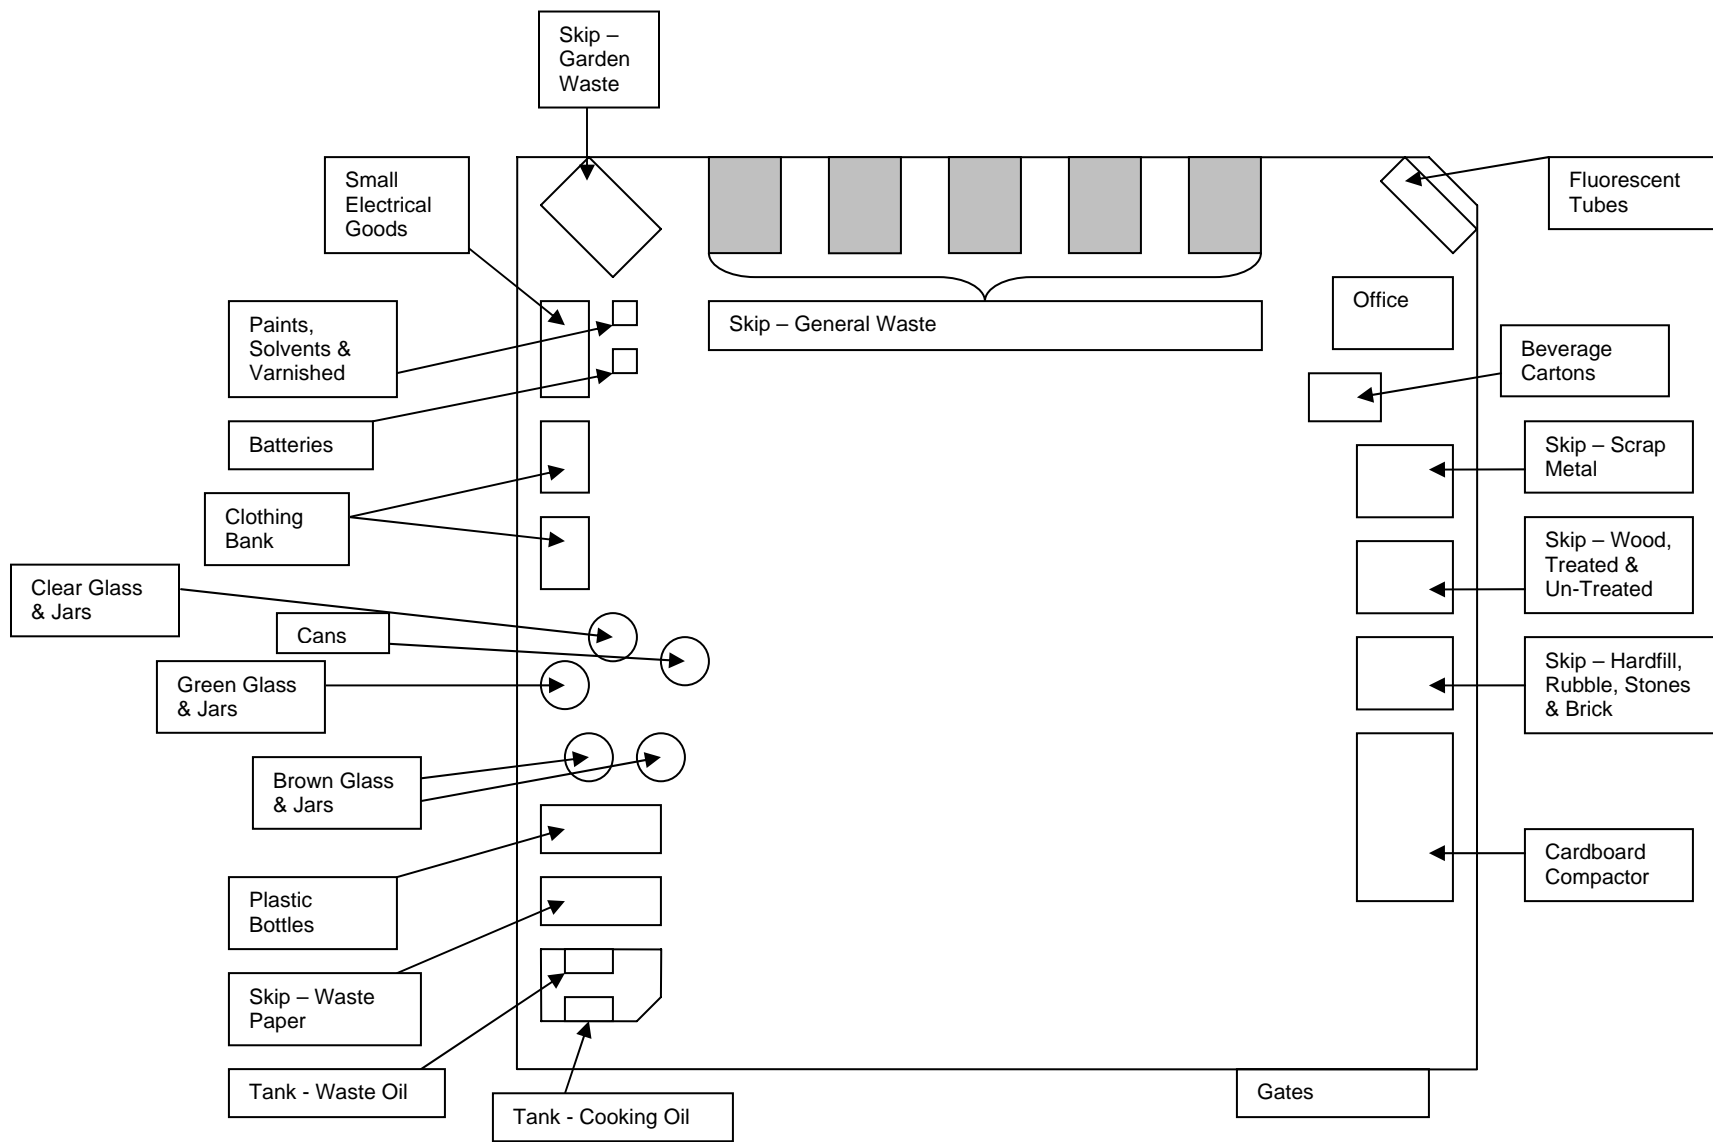 Skip –
Garden
Waste
Small
Electrical
Goods
Fluorescent
Tubes
Paints,
Solvents &
Varnished
Skip – General Waste
Office
Beverage
Cartons
Batteries
Skip – Scrap
Metal
Clothing
Bank
Skip – Wood,
Treated &
Un-Treated
Clear Glass
& Jars
Cans
Green Glass
& Jars
Skip – Hardfill,
Rubble, Stones
& Brick
Brown Glass
& Jars
Cardboard
Compactor
Plastic
Bottles
Skip – Waste
Paper
Tank - Waste Oil
Tank - Cooking Oil
Gates